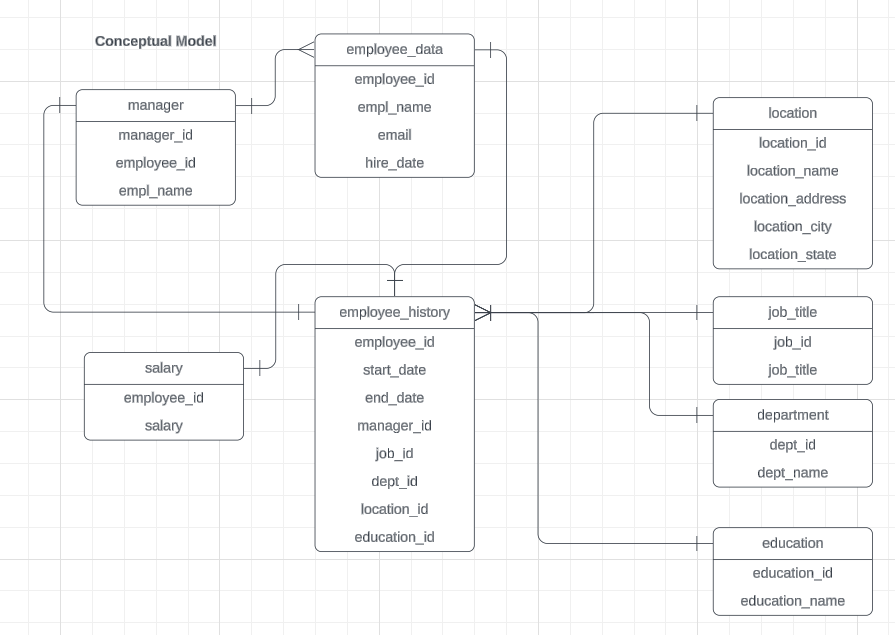 Conceptual Model
employee_data
employee_id
empl_name
email
hire_date
manager
manager_id
employee_id
empl_name
location
location_id
location_name
location_address
location_city
location_state
employee_history
employee_id
start_date
end_date
manager_id
job_id
dept_id
location_id
education_id
salary
employee_id
salary
job_title
job_id
job_title
department
dept_id
dept_name
education
education_id
education_name